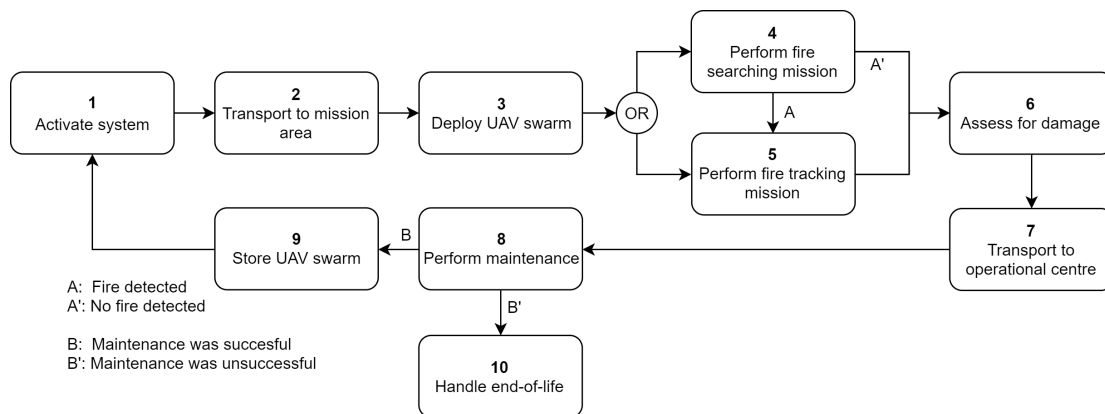 1
Activate system
2
Transport to mission
area
3
Deploy UAV swarm
OR
4
Perform fire
searching mission
A'
A
5
Perform fire tracking
mission
6
Assess for damage
7
Transport to
operational centre
8
Perform maintenance
B
9
Store UAV swarm
B'
10
Handle end-of-life
A: Fire detected
A': No fire detected
B: Maintenance was succesful
B': Maintenance was unsuccessful